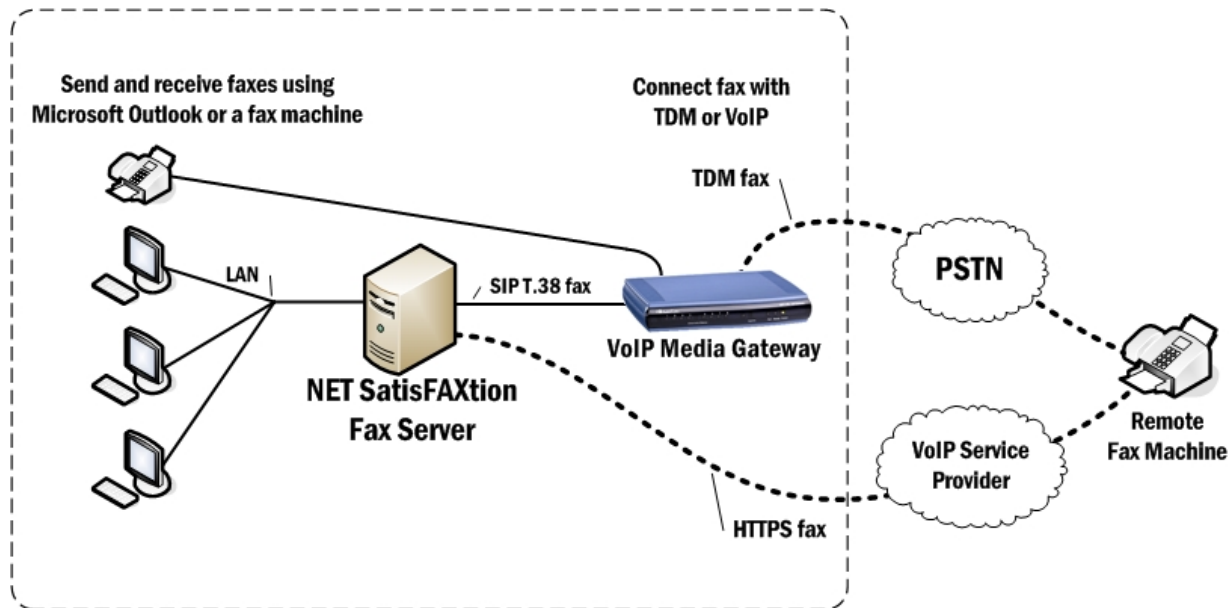 Send and receive faxes using
Microsoft Outlook or a fax machine
Connect fax with
TDM or VoIP
TDM fax
PSTN
LAN
SIP T.38 fax
VoIP Media Gateway
NET SatisFAXtion
Fax Server
Remote
Fax Machine
VoIP Service
Provider
HTTPS fax